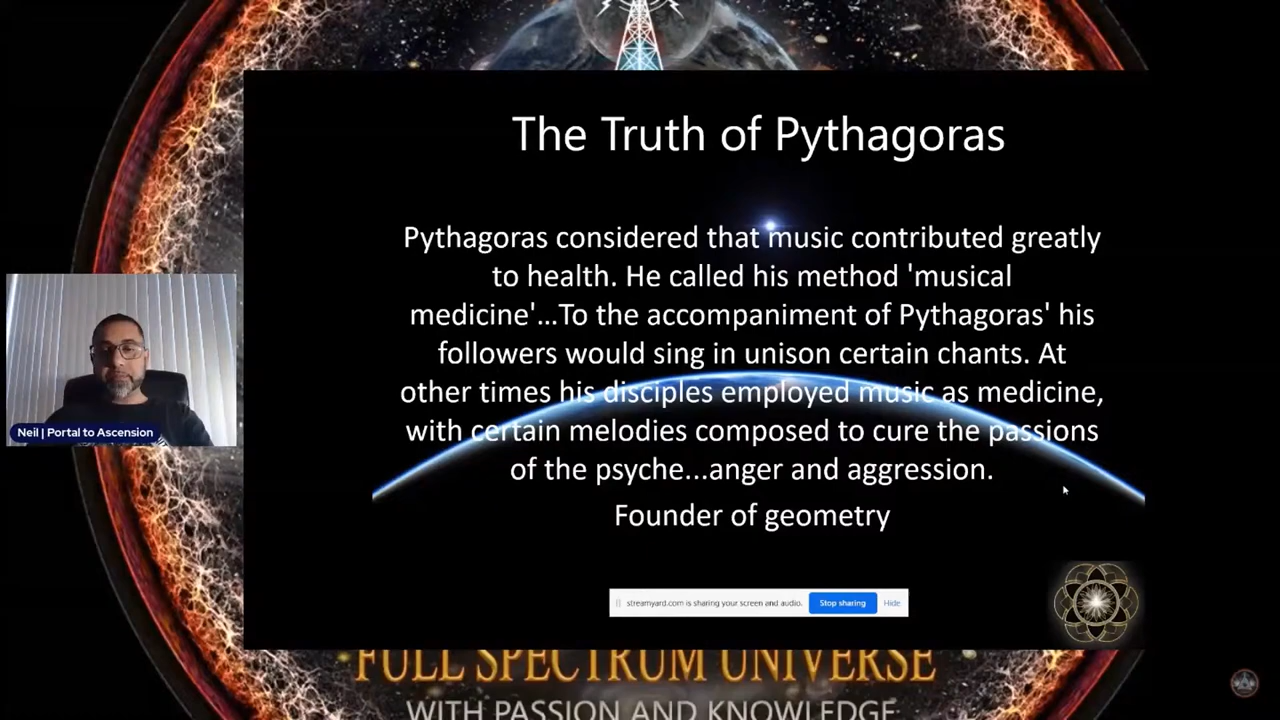 The Truth of Pythagoras
Pythagoras considered that music contributed greatly
to health. He called his method 'musical
medicine'...To the accompaniment of Pythagoras' his
followers would sing in unison certain chants. At
other times his disciples employed music as medicine,
with certain melodies composed to cure the passions
of the psyche...anger and aggression.
Founder of geometry
Neil | Portal to Ascension
streamyard.com is sharing your screen and audio.
Stop sharing
Hide
FULL SPECTRUM UNIVERSE
WITH PASSION AND KNOWLEDGE